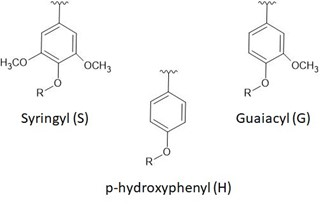 H₃CO
OCH₃
O
R
Syringyl (S)
O
R
p-hydroxyphenyl (H)
OCH₃
O
R
Guaiacyl (G)